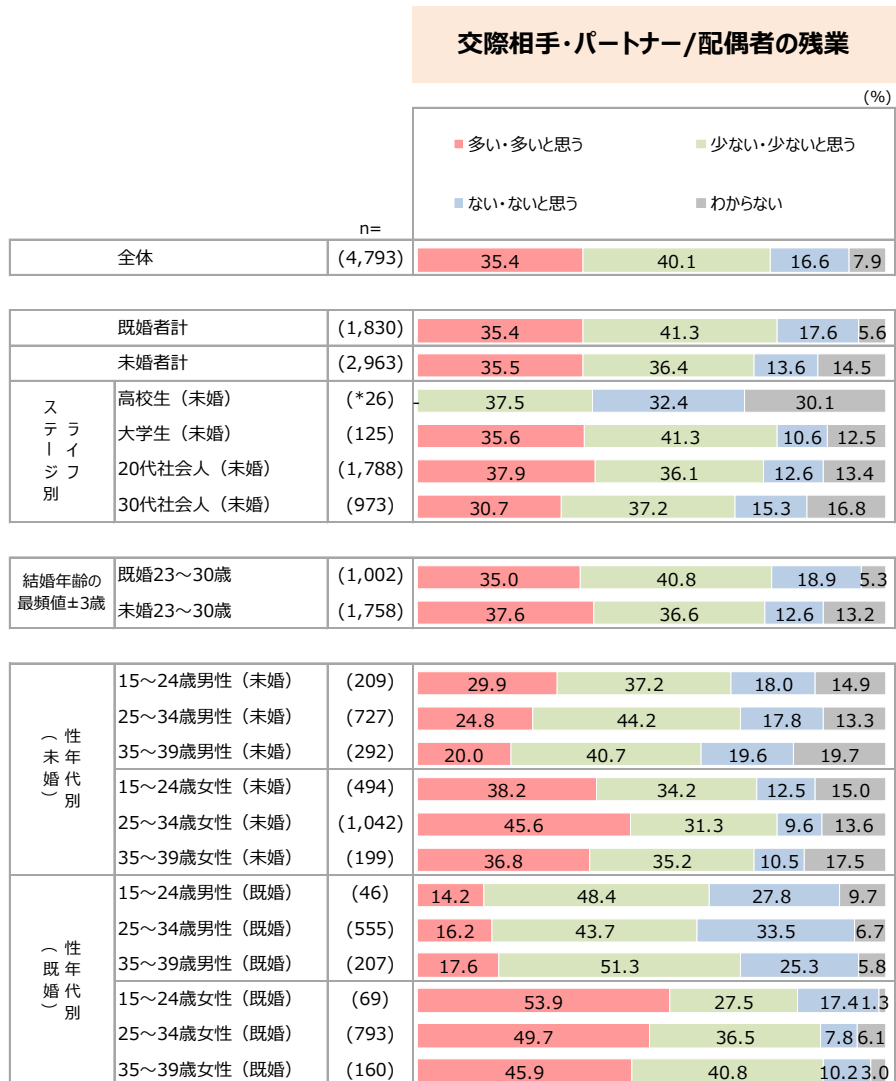 交際相手・パートナー/配偶者の残業
(%)
多い・多いと思う 少ない・少ないと思う
ない・ないと思う わからない
n=
全体 (4,793) 35.4 40.1 16.6 7.9
既婚者計 (1,830) 35.4 41.3 17.6 5.6
未婚者計 (2,963) 35.5 36.4 13.6 14.5
ライフステージ別
高校生（未婚） (*26) - 37.5 32.4 30.1
大学生（未婚） (125) 35.6 41.3 10.6 12.5
20代社会人（未婚） (1,788) 37.9 36.1 12.6 13.4
30代社会人（未婚） (973) 30.7 37.2 15.3 16.8
結婚年齢の
最頻値±3歳
既婚23～30歳 (1,002) 35.0 40.8 18.9 5.3
未婚23～30歳 (1,758) 37.6 36.6 12.6 13.2
性年代別
（未婚）
15～24歳男性（未婚） (209) 29.9 37.2 18.0 14.9
25～34歳男性（未婚） (727) 24.8 44.2 17.8 13.3
35～39歳男性（未婚） (292) 20.0 40.7 19.6 19.7
15～24歳女性（未婚） (494) 38.2 34.2 12.5 15.0
25～34歳女性（未婚） (1,042) 45.6 31.3 9.6 13.6
35～39歳女性（未婚） (199) 36.8 35.2 10.5 17.5
性年代別
（既婚）
15～24歳男性（既婚） (46) 14.2 48.4 27.8 9.7
25～34歳男性（既婚） (555) 16.2 43.7 33.5 6.7
35～39歳男性（既婚） (207) 17.6 51.3 25.3 5.8
15～24歳女性（既婚） (69) 53.9 27.5 17.4 1.3
25～34歳女性（既婚） (793) 49.7 36.5 7.8 6.1
35～39歳女性（既婚） (160) 45.9 40.8 10.2 3.0